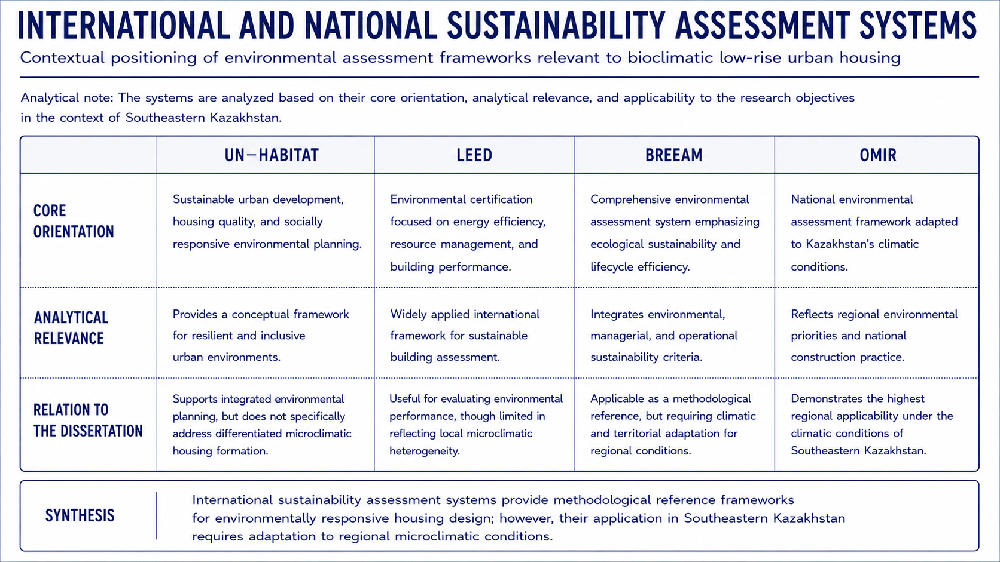 INTERNATIONAL AND NATIONAL SUSTAINABILITY ASSESSMENT SYSTEMS
Contextual positioning of environmental assessment frameworks relevant to bioclimatic low-rise urban housing
Analytical note: The systems are analyzed based on their core orientation, analytical relevance, and applicability to the research objectives
in the context of Southeastern Kazakhstan.
UN–HABITAT
LEED
BREEAM
OMIR
CORE
ORIENTATION
Sustainable urban development,
housing quality, and socially
responsive environmental planning.
Environmental certification
focused on energy efficiency,
resource management, and
building performance.
Comprehensive environmental
assessment system emphasizing
ecological sustainability and
lifecycle efficiency.
National environmental
assessment framework adapted
to Kazakhstan's climatic
conditions.
ANALYTICAL
RELEVANCE
Provides a conceptual framework
for resilient and inclusive
urban environments.
Widely applied international
framework for sustainable
building assessment.
Integrates environmental,
managerial, and operational
sustainability criteria.
Reflects regional environmental
priorities and national
construction practice.
RELATION TO
THE DISSERTATION
Supports integrated environmental
planning, but does not specifically
address differentiated microclimatic
housing formation.
Useful for evaluating environmental
performance, though limited in
reflecting local microclimatic
heterogeneity.
Applicable as a methodological
reference, but requiring climatic
and territorial adaptation for
regional conditions.
Demonstrates the highest
regional applicability under the
climatic conditions of
Southeastern Kazakhstan.
SYNTHESIS
International sustainability assessment systems provide methodological reference frameworks
for environmentally responsive housing design; however, their application in Southeastern Kazakhstan
requires adaptation to regional microclimatic conditions.